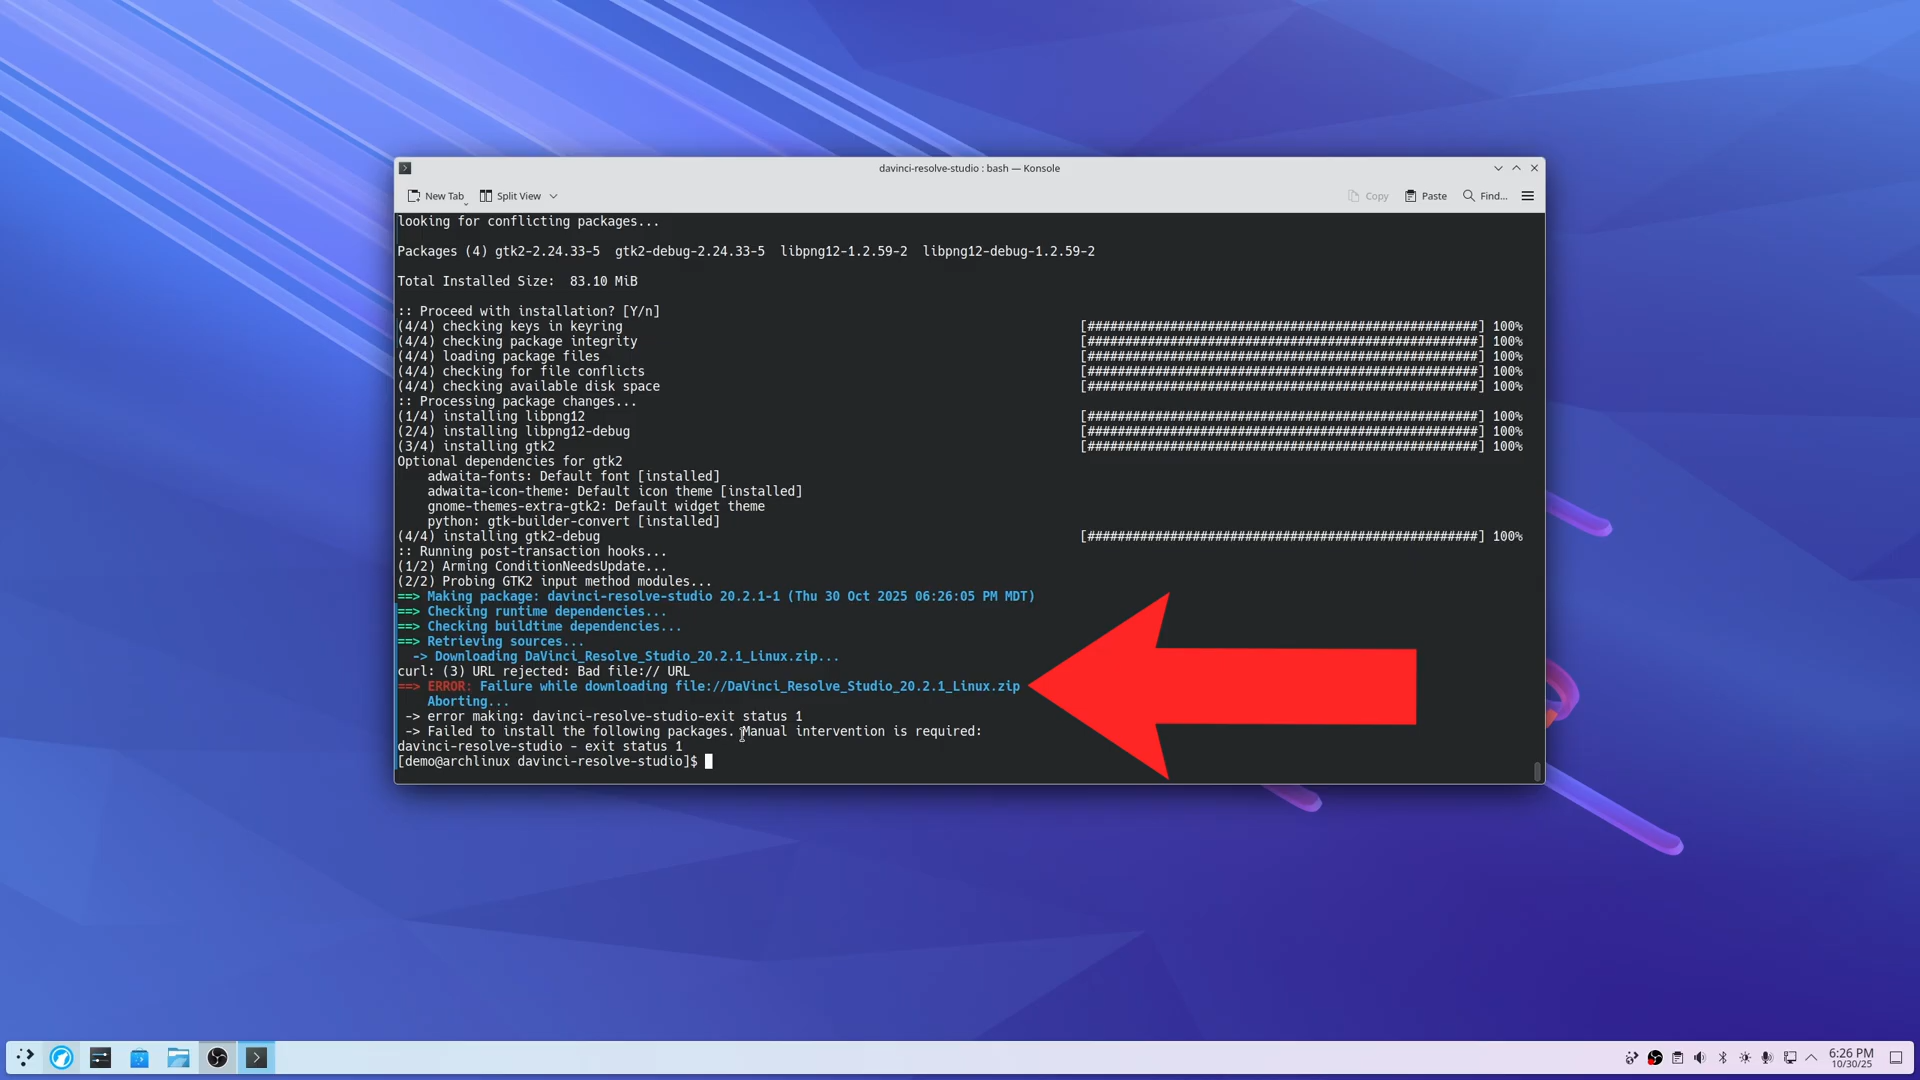 davinci-resolve-studio : bash — Konsole
New Tab Split View Copy Paste Find...
looking for conflicting packages...
Packages (4) gtk2-2.24.33-5  gtk2-debug-2.24.33-5  libpng12-1.2.59-2  libpng12-debug-1.2.59-2
Total Installed Size:  83.10 MiB
:: Proceed with installation? [Y/n]
(4/4) checking keys in keyring [####################################################] 100%
(4/4) checking package integrity [####################################################] 100%
(4/4) loading package files [####################################################] 100%
(4/4) checking for file conflicts [####################################################] 100%
(4/4) checking available disk space [####################################################] 100%
:: Processing package changes...
(1/4) installing libpng12 [####################################################] 100%
(2/4) installing libpng12-debug [####################################################] 100%
(3/4) installing gtk2 [####################################################] 100%
Optional dependencies for gtk2
adwaita-fonts: Default font [installed]
adwaita-icon-theme: Default icon theme [installed]
gnome-themes-extra-gtk2: Default widget theme
python: gtk-builder-convert [installed]
(4/4) installing gtk2-debug [####################################################] 100%
:: Running post-transaction hooks...
(1/2) Arming ConditionNeedsUpdate...
(2/2) Probing GTK2 input method modules...
==> Making package: davinci-resolve-studio 20.2.1-1 (Thu 30 Oct 2025 06:26:05 PM MDT)
==> Checking runtime dependencies...
==> Checking buildtime dependencies...
==> Retrieving sources...
-> Downloading DaVinci_Resolve_Studio_20.2.1_Linux.zip...
curl: (3) URL rejected: Bad file:// URL
==> ERROR: Failure while downloading file://DaVinci_Resolve_Studio_20.2.1_Linux.zip
Aborting...
-> error making: davinci-resolve-studio-exit status 1
-> Failed to install the following packages. Manual intervention is required:
davinci-resolve-studio - exit status 1
[demo@archlinux davinci-resolve-studio]$
6:26 PM
10/30/25